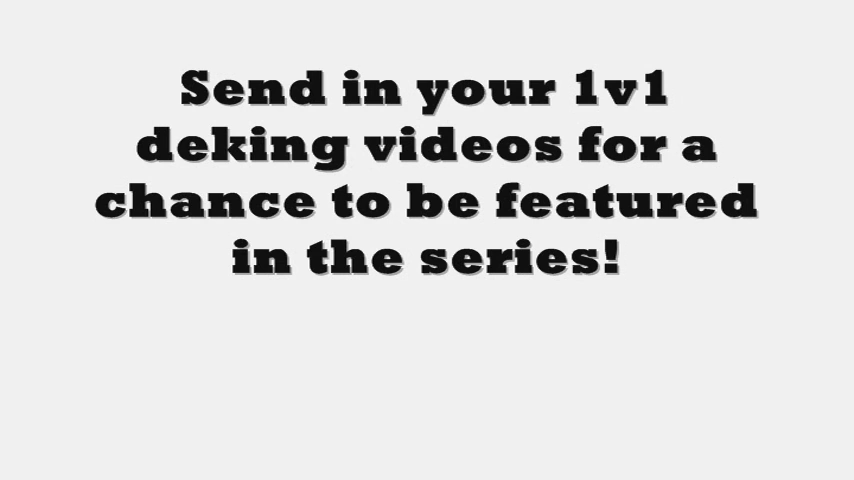 Send in your 1v1
deking videos for a
chance to be featured
in the series!